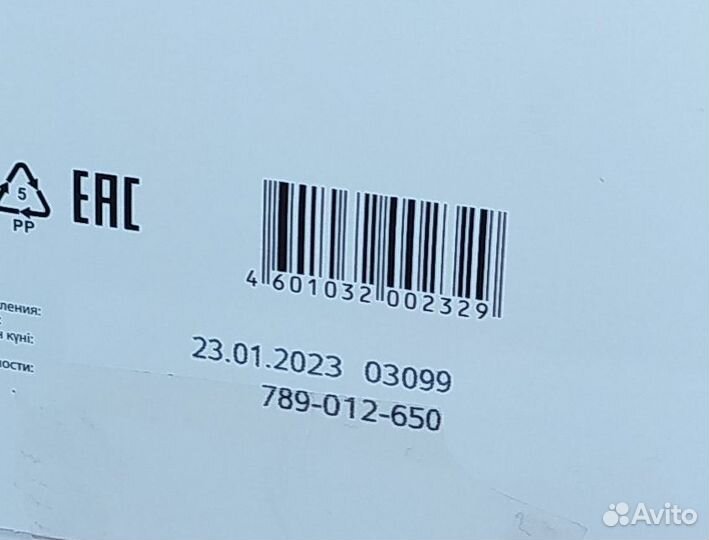 5
PP
EAC
4 601032 002329
ления:
күні:
ости:
23.01.2023 03099
789-012-650
Avito